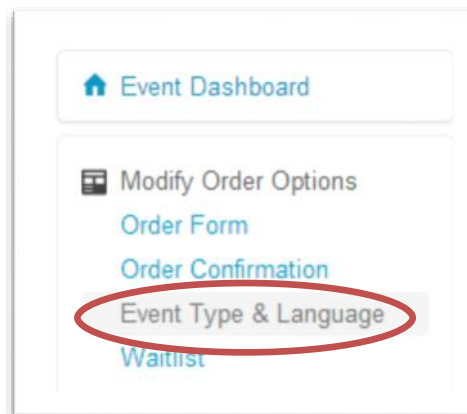 Event Dashboard
Modify Order Options
Order Form
Order Confirmation
Event Type & Language
Waitlist